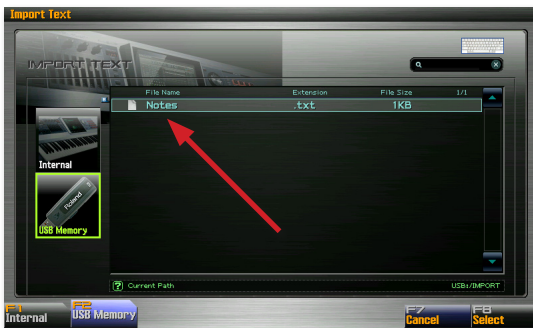 Import Text
IMPORT TEXT
File Name Extension File Size 1/1
Notes .txt 1KB
Internal
Roland
USB Memory
? Current Path USB:/IMPORT
F1 Internal F2 USB Memory F7 Cancel F8 Select